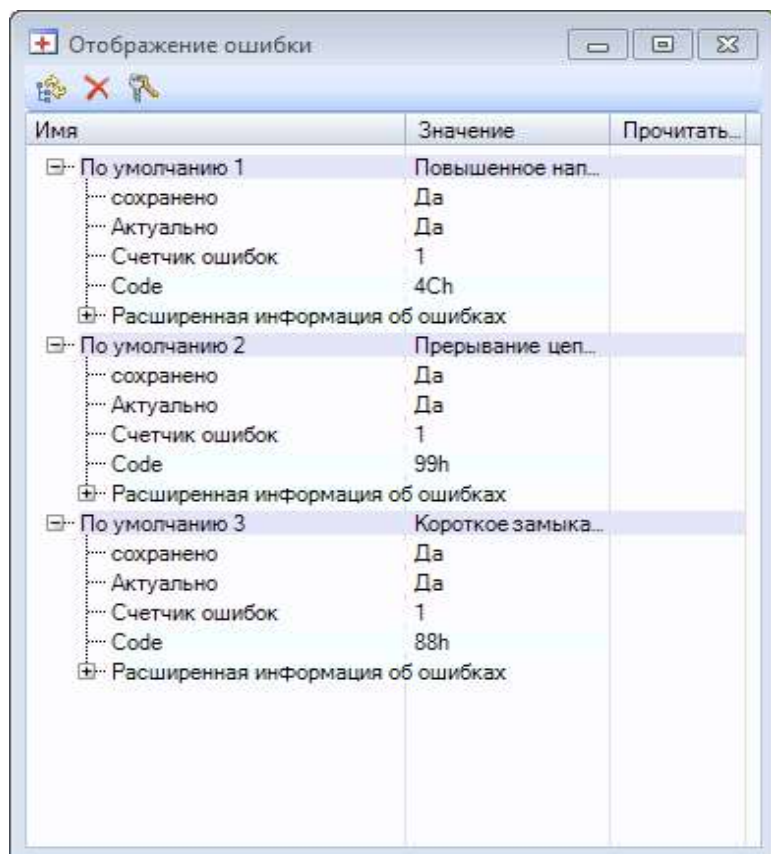 Отображение ошибки
Имя Значение Прочитать...
По умолчанию 1 Повышенное нап...
сохранено Да
Актуально Да
Счетчик ошибок 1
Code 4Ch
Расширенная информация об ошибках
По умолчанию 2 Прерывание цеп...
сохранено Да
Актуально Да
Счетчик ошибок 1
Code 99h
Расширенная информация об ошибках
По умолчанию 3 Короткое замыка...
сохранено Да
Актуально Да
Счетчик ошибок 1
Code 88h
Расширенная информация об ошибках